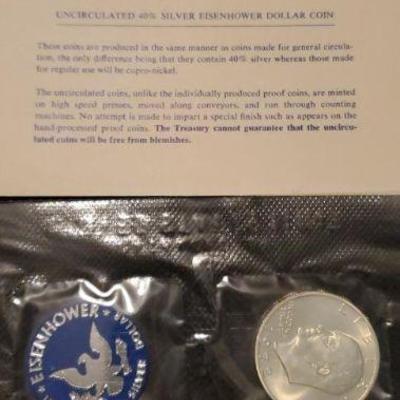 UNCIRCULATED 40% SILVER EISENHOWER DOLLAR COIN
These coins are produced in the same manner as coins made for general circula-
tion, the only difference being that they contain 40% silver whereas those made
for regular use will be cupro-nickel.
The uncirculated coins, unlike the individually produced proof coins, are minted
on high speed presses, moved along conveyors, and run through counting
machines. No attempt is made to impart a special finish such as appears on the
hand-processed proof coins. The Treasury cannot guarantee that the uncircu-
lated coins will be free from blemishes.
EISENHOWER DOLLAR SILVER
LIBERTY